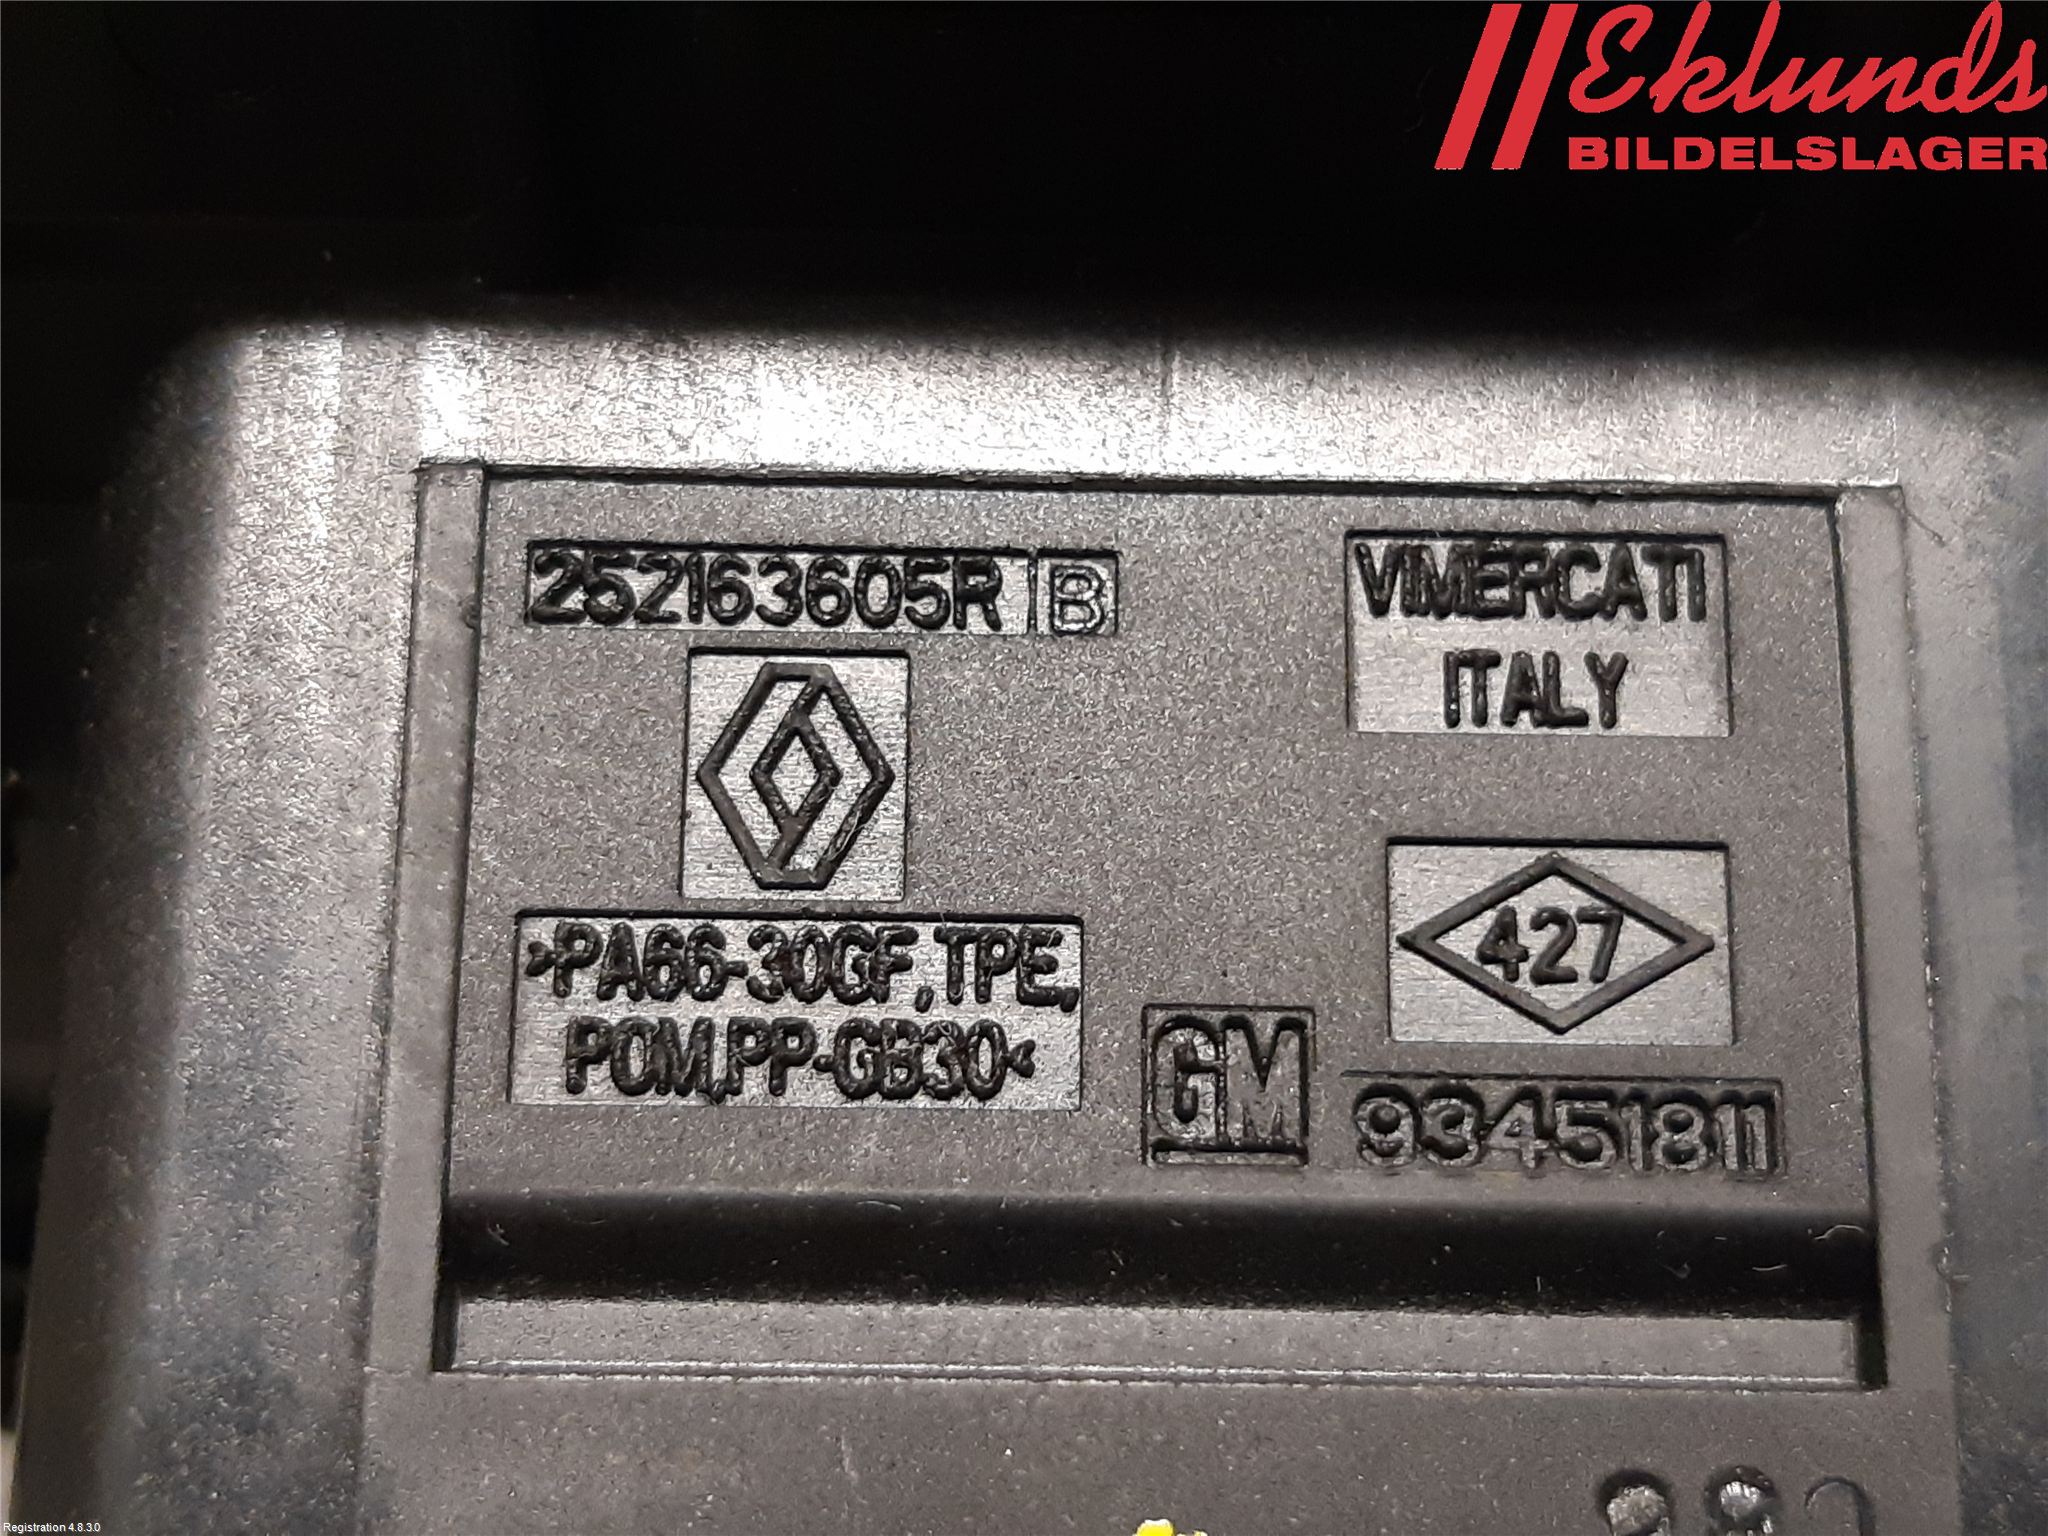 Eklunds
BILDELSLAGER
252163605R B
VIMERCATI
ITALY
>PA66-30GF,TPE,
POM,PP-GB30<
427
GM
93451811
Registration 4.8.3.0